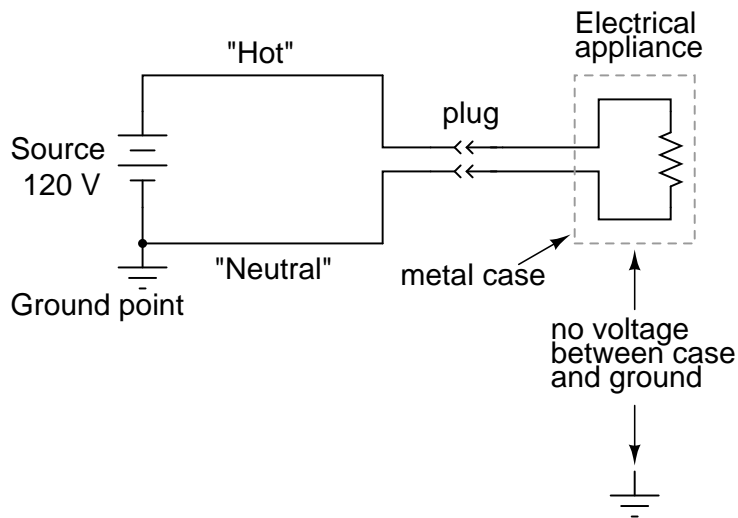 Electrical
appliance
"Hot"
plug
Source
120 V
"Neutral"
metal case
Ground point
no voltage
between case
and ground